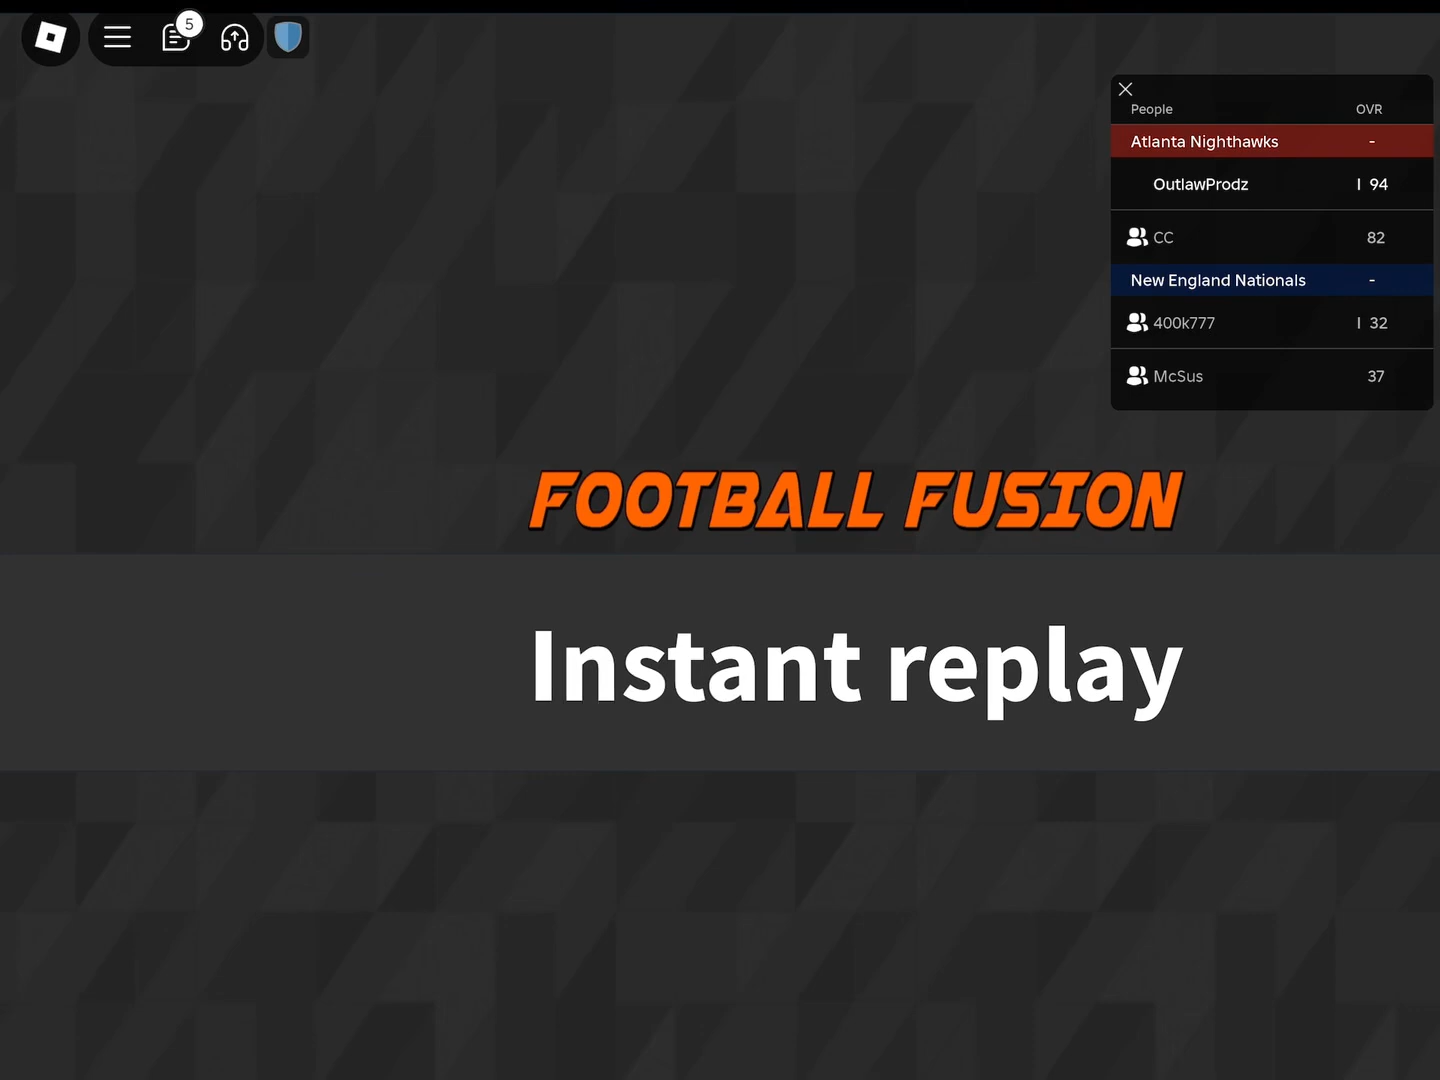 5
People OVR
Atlanta Nighthawks -
OutlawProdz I 94
CC 82
New England Nationals -
400k777 I 32
McSus 37
FOOTBALL FUSION
Instant replay